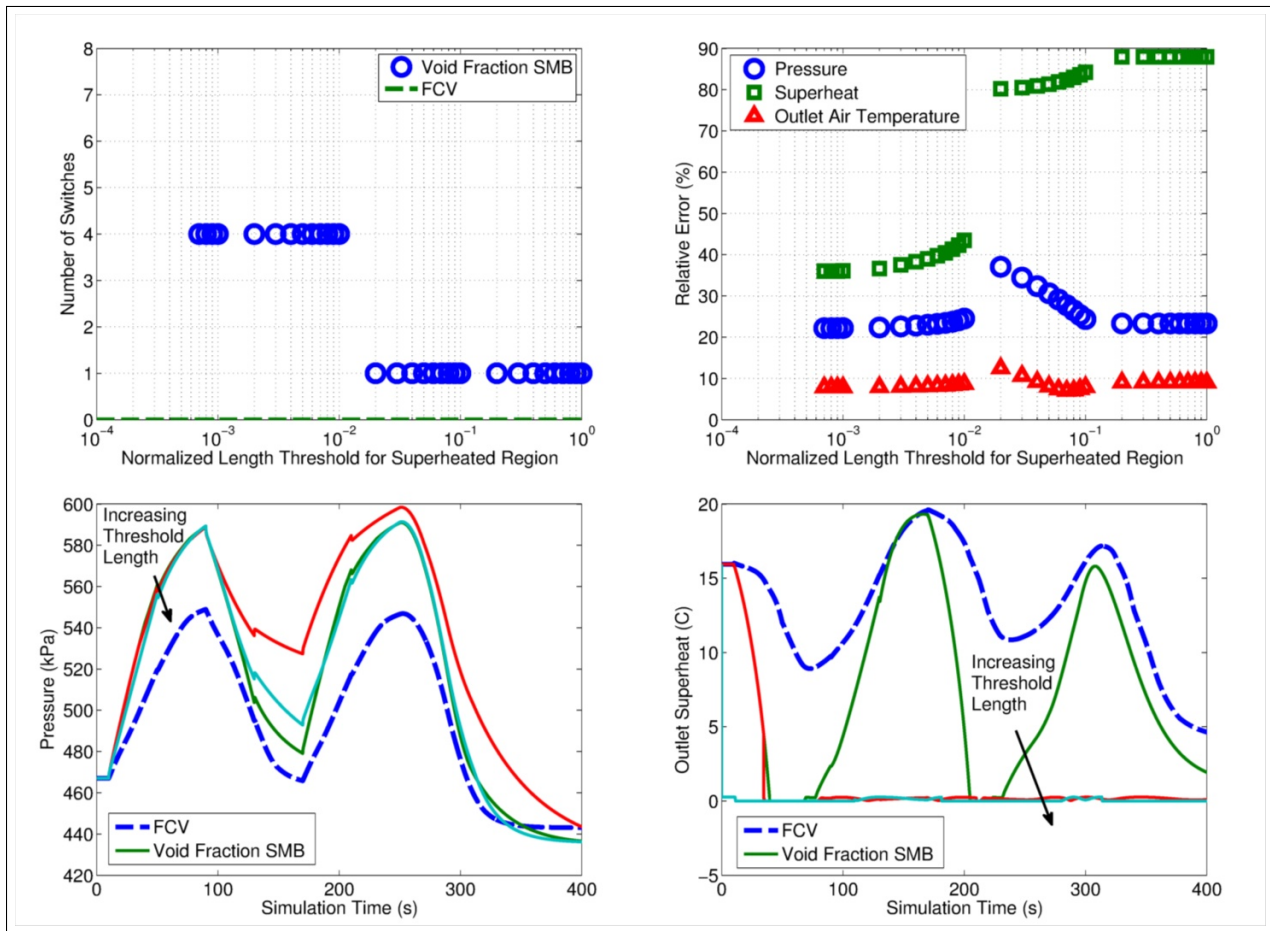 8
7
6
5
4
3
2
1
0
Number of Switches
Void Fraction SMB
FCV
10⁻⁴ 10⁻³ 10⁻² 10⁻¹ 10⁰
Normalized Length Threshold for Superheated Region
90
80
70
60
50
40
30
20
10
0
Relative Error (%)
Pressure
Superheat
Outlet Air Temperature
10⁻⁴ 10⁻³ 10⁻² 10⁻¹ 10⁰
Normalized Length Threshold for Superheated Region
600
580
560
540
520
500
480
460
440
420
Pressure (kPa)
Increasing
Threshold
Length
FCV
Void Fraction SMB
0 100 200 300 400
Simulation Time (s)
20
15
10
5
0
−5
Outlet Superheat (C)
Increasing
Threshold
Length
FCV
Void Fraction SMB
0 100 200 300 400
Simulation Time (s)